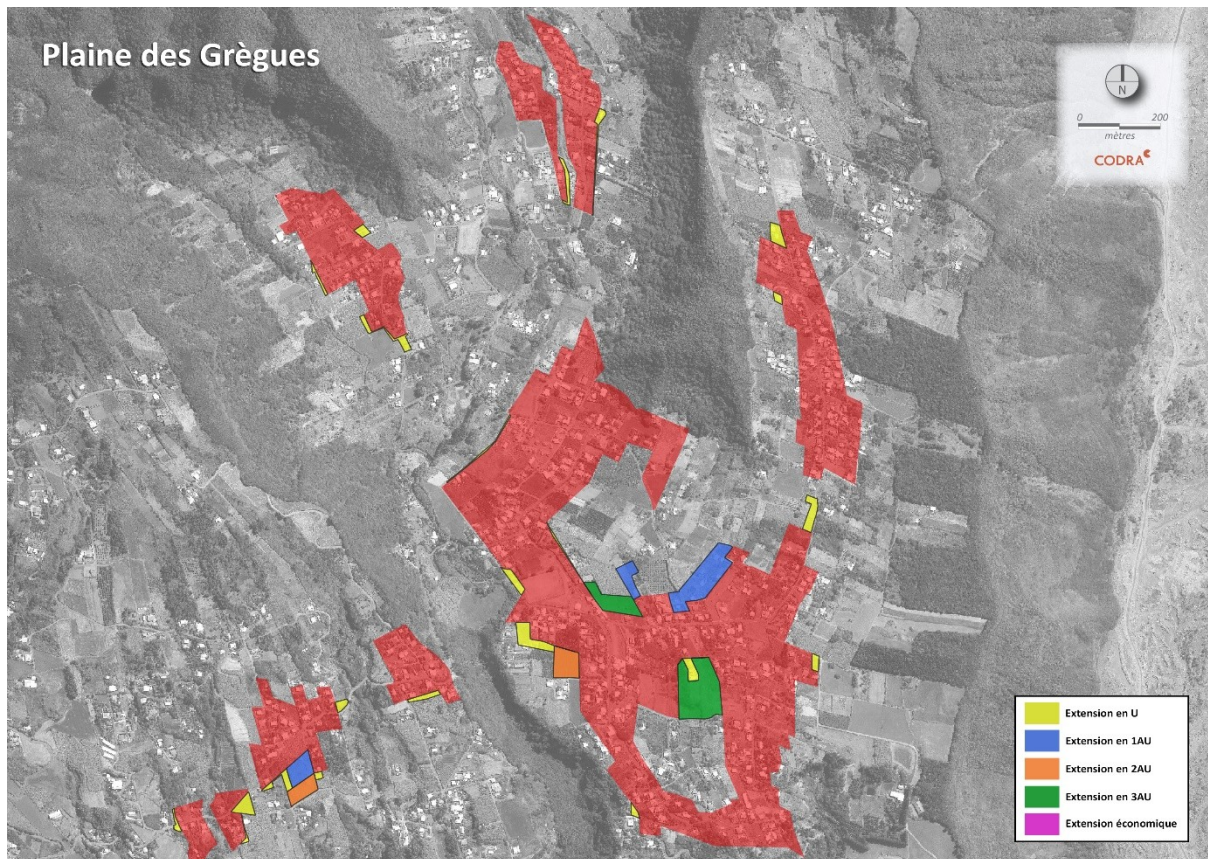 Plaine des Grègues
N
0 200
mètres
CODRA
Extension en U
Extension en 1AU
Extension en 2AU
Extension en 3AU
Extension économique